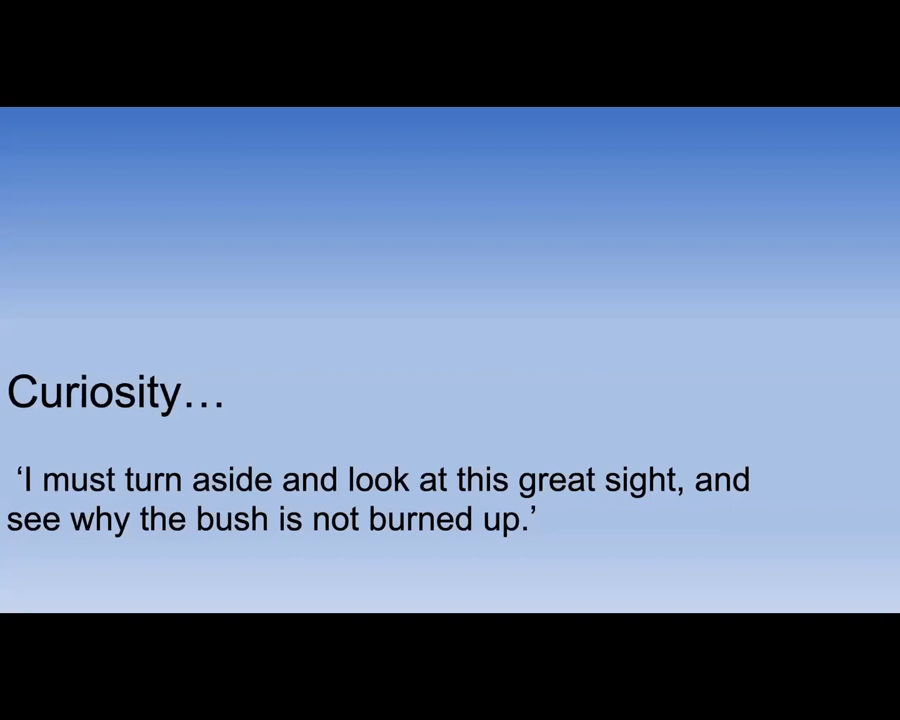 Curiosity…
‘I must turn aside and look at this great sight, and
see why the bush is not burned up.’